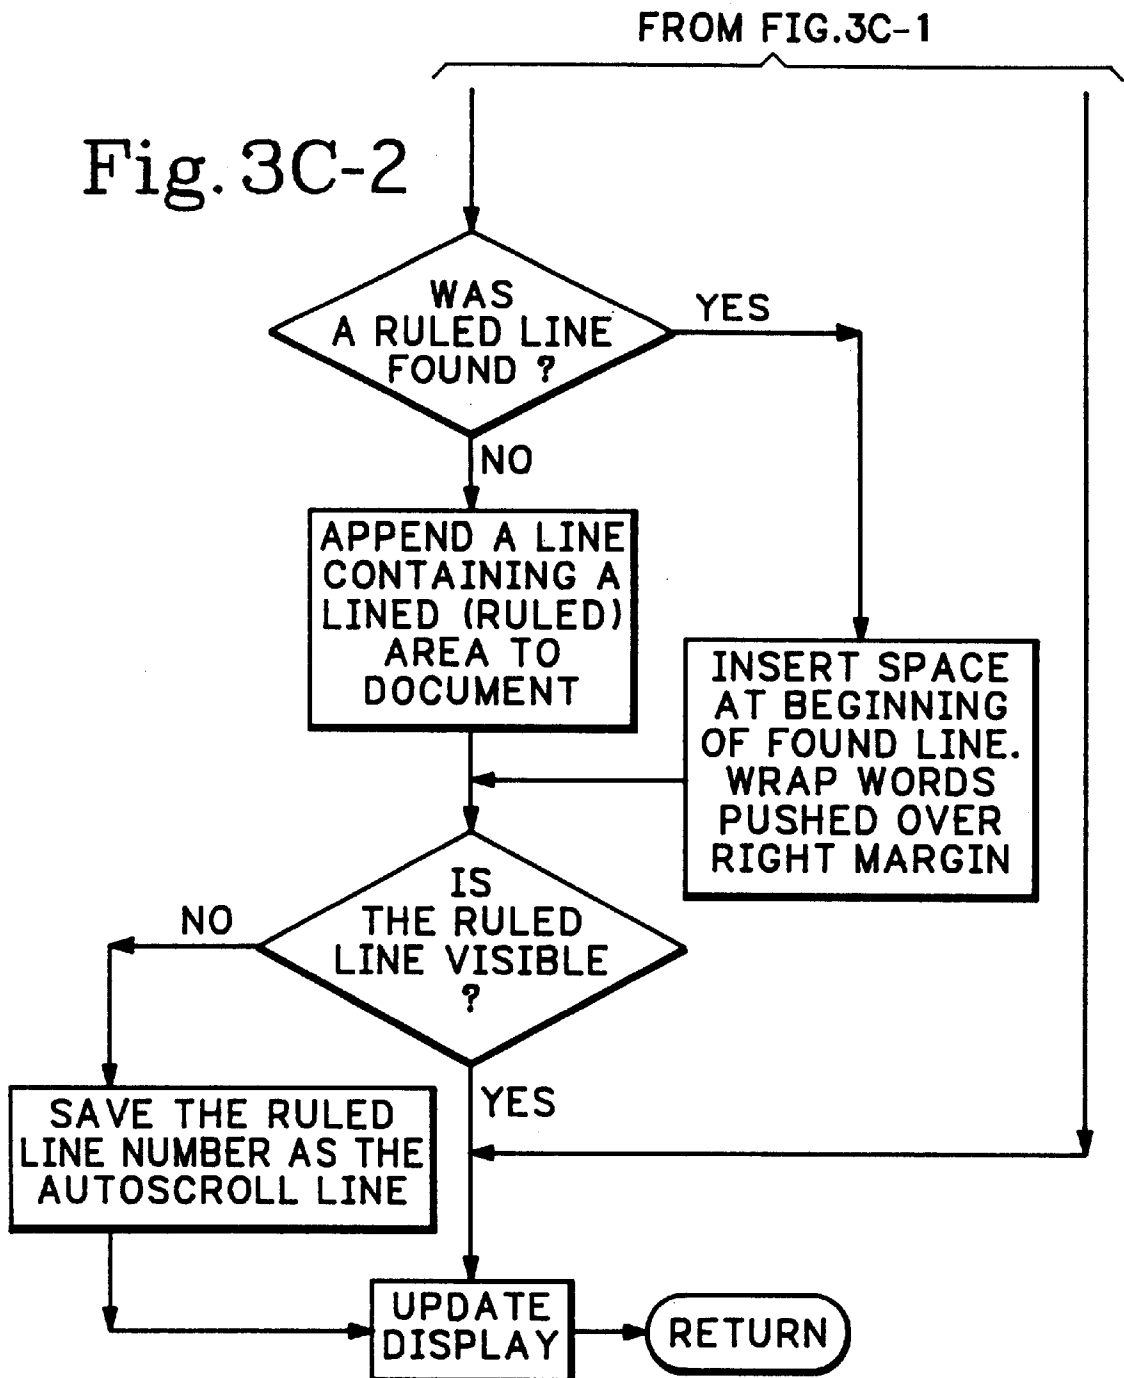 FROM FIG.3C-1
Fig. 3C-2
WAS
A RULED LINE
FOUND ?
YES
NO
APPEND A LINE
CONTAINING A
LINED (RULED)
AREA TO
DOCUMENT
INSERT SPACE
AT BEGINNING
OF FOUND LINE.
WRAP WORDS
PUSHED OVER
RIGHT MARGIN
IS
THE RULED
LINE VISIBLE
?
NO
YES
SAVE THE RULED
LINE NUMBER AS THE
AUTOSCROLL LINE
UPDATE
DISPLAY
RETURN